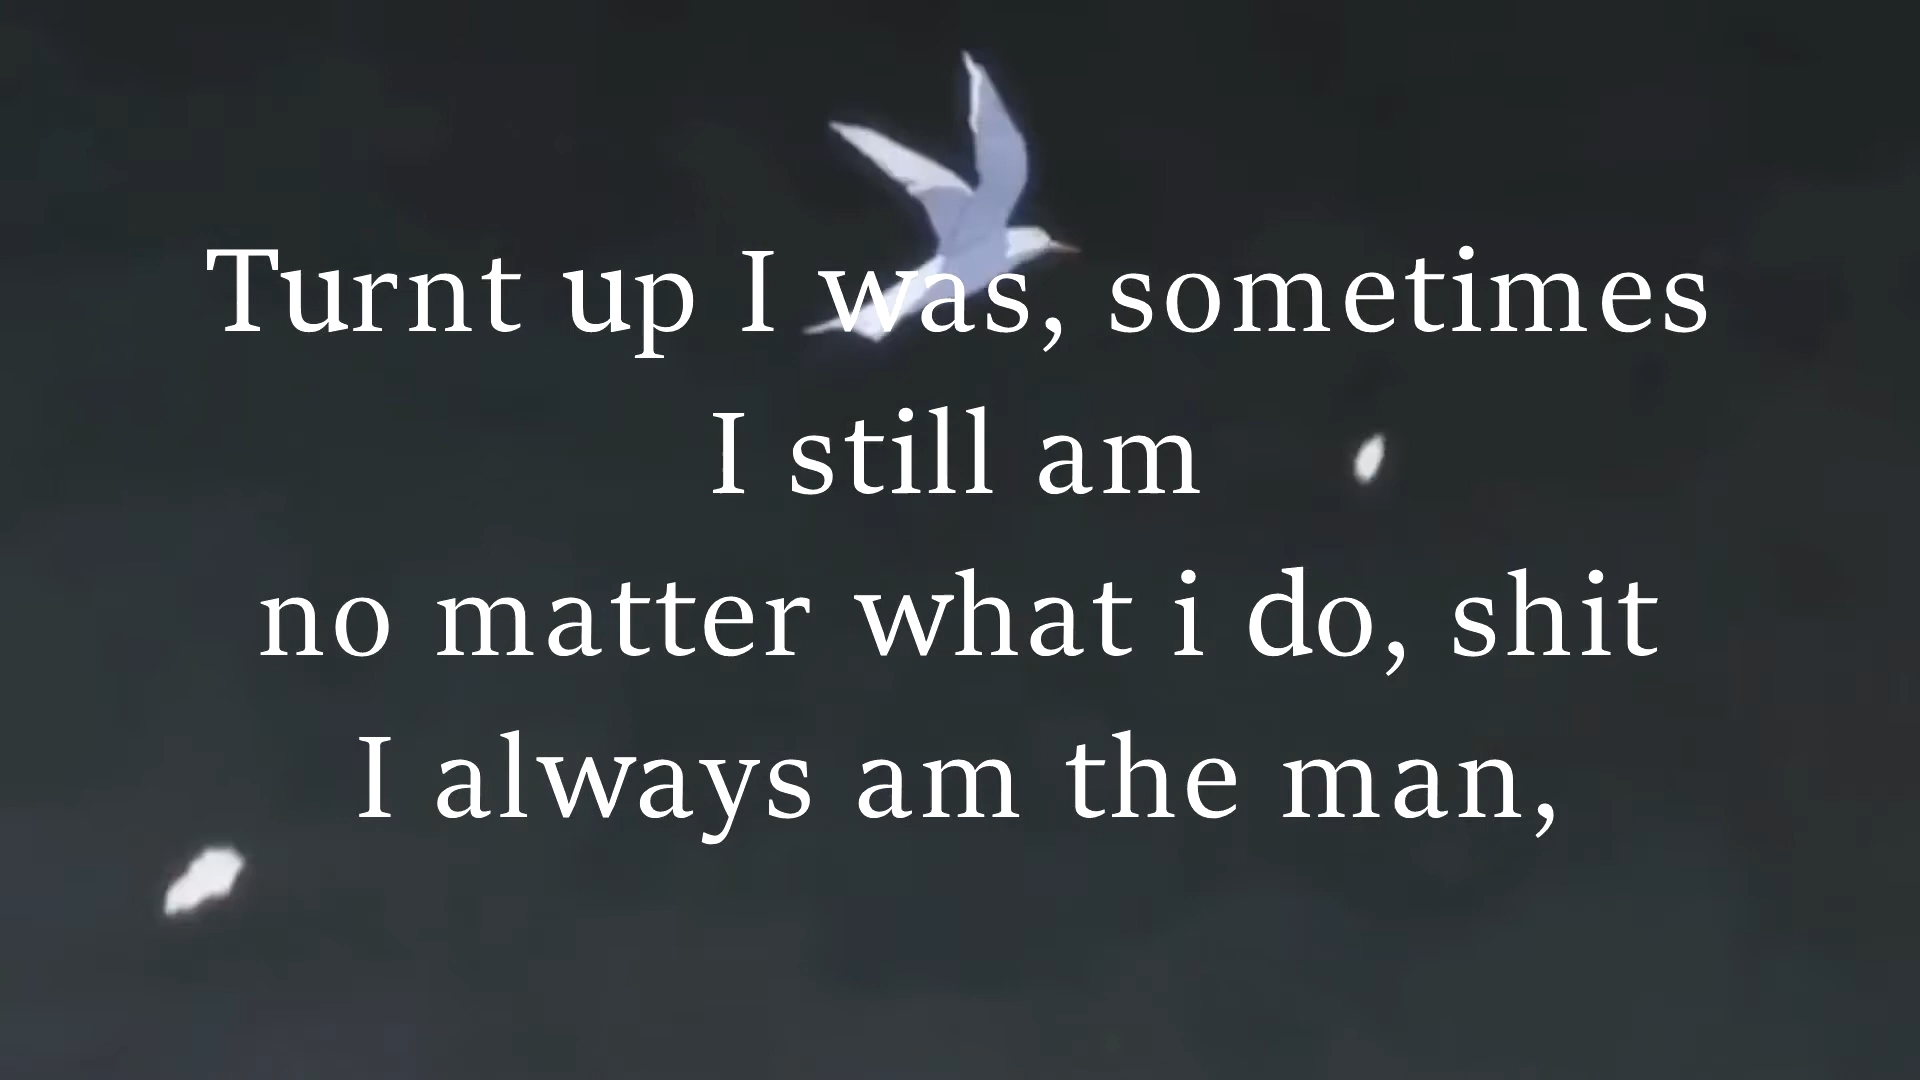 Turnt up I was, sometimes
I still am
no matter what i do, shit
I always am the man,